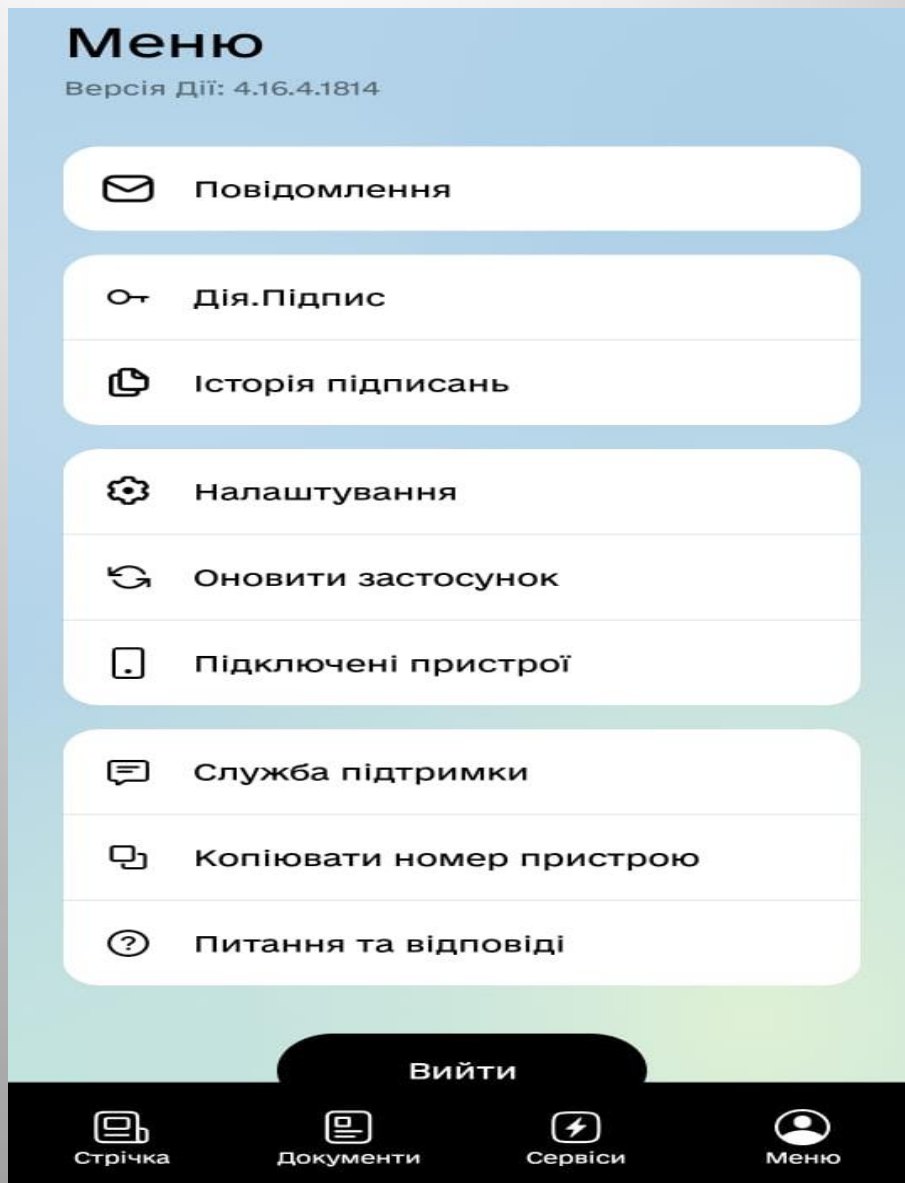 Меню
Версія Дії: 4.16.4.1814
Повідомлення
Дія.Підпис
Історія підписань
Налаштування
Оновити застосунок
Підключені пристрої
Служба підтримки
Копіювати номер пристрою
Питання та відповіді
Вийти
Стрічка
Документи
Сервіси
Меню